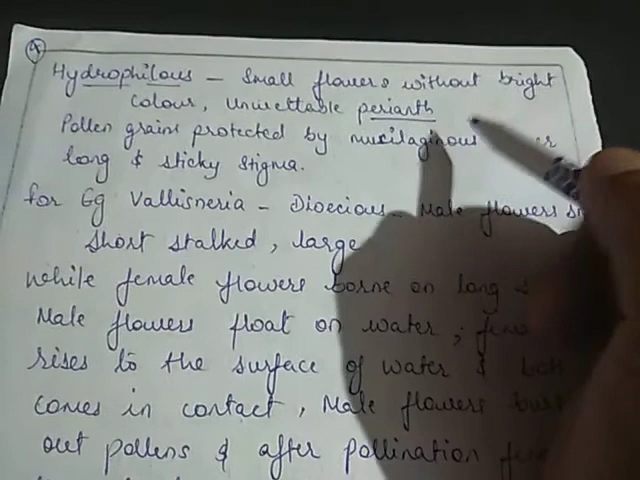 4
Hydrophilous – Small flowers without bright
colour, Unwettable perianth
Pollen grains protected by mucilaginous
long & sticky stigma.
for Eg Vallisneria – Dioecious. Male flowers
short stalked, large
While female flowers borne on long
Male flowers float on water ;
rises to the surface of water &
comes in contact, Male flowers
out pollens & after pollination